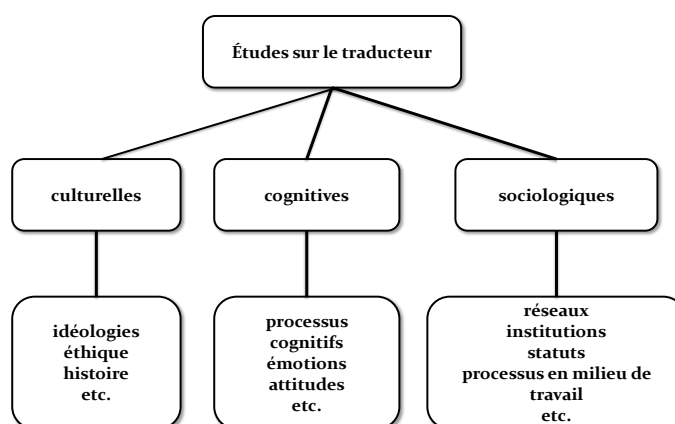 Études sur le traducteur
culturelles
cognitives
sociologiques
idéologies
éthique
histoire
etc.
processus
cognitifs
émotions
attitudes
etc.
réseaux
institutions
statuts
processus en milieu de
travail
etc.